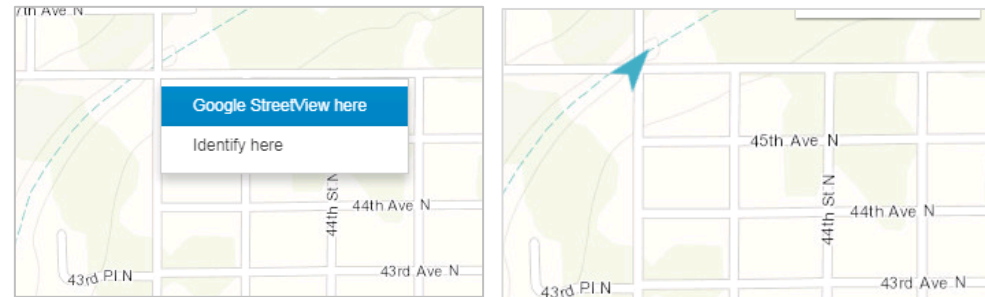 7th Ave N
Google StreetView here
Identify here
44th St N
44th Ave N
43rd Ave N
43rd Pl N
45th Ave N
44th St N
44th Ave N
43rd Ave N
43rd Pl N